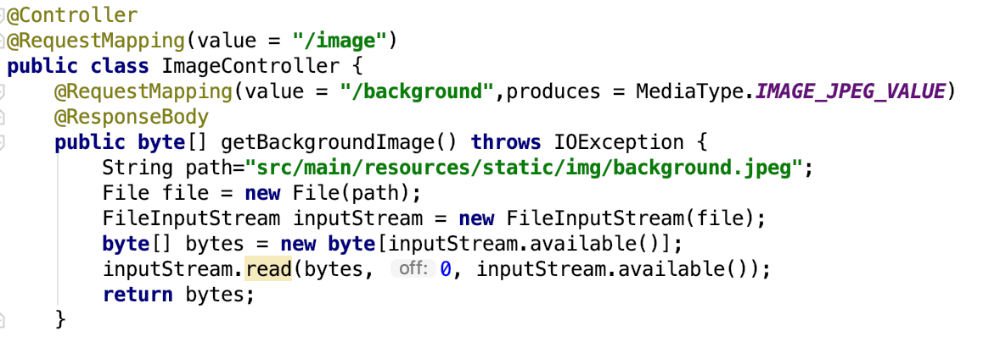 @Controller
@RequestMapping(value = "/image")
public class ImageController {
    @RequestMapping(value = "/background",produces = MediaType.IMAGE_JPEG_VALUE)
    @ResponseBody
    public byte[] getBackgroundImage() throws IOException {
        String path="src/main/resources/static/img/background.jpeg";
        File file = new File(path);
        FileInputStream inputStream = new FileInputStream(file);
        byte[] bytes = new byte[inputStream.available()];
        inputStream.read(bytes, off: 0, inputStream.available());
        return bytes;
    }